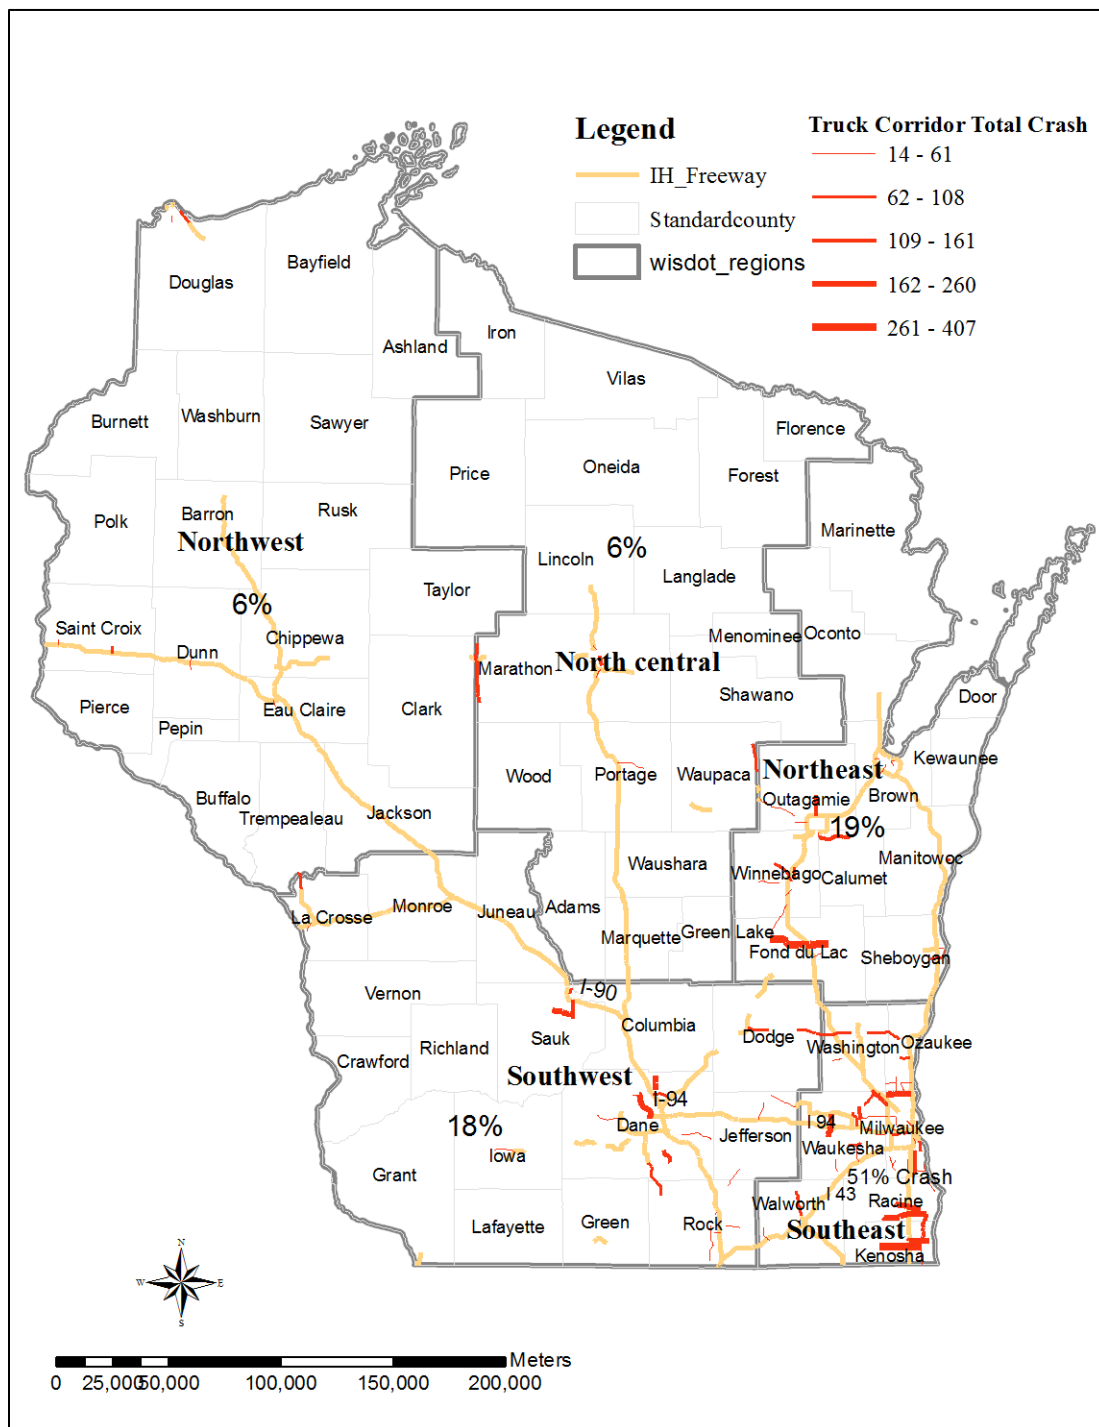 Legend
IH_Freeway
Standardcounty
wisdot_regions
Truck Corridor Total Crash
14 - 61
62 - 108
109 - 161
162 - 260
261 - 407
Douglas
Bayfield
Ashland
Iron
Vilas
Burnett
Washburn
Sawyer
Florence
Price
Oneida
Forest
Polk
Barron
Rusk
Marinette
Northwest
Lincoln
6%
Langlade
Taylor
6%
Saint Croix
Dunn
Chippewa
Menominee
Oconto
Marathon
North central
Shawano
Door
Pierce
Pepin
Eau Claire
Clark
Wood
Portage
Waupaca
Northeast
Kewaunee
Buffalo
Trempealeau
Jackson
Outagamie
Brown
19%
Waushara
Winnebago
Calumet
Manitowoc
La Crosse
Monroe
Juneau
Adams
Marquette
Green Lake
Fond du Lac
Sheboygan
Vernon
I-90
Columbia
Sauk
Dodge
Washington
Ozaukee
Crawford
Richland
Southwest
I-94
18%
Dane
Jefferson
I 94
Milwaukee
Waukesha
Iowa
Grant
51% Crash
I 43
Walworth
Racine
Lafayette
Green
Rock
Southeast
Kenosha
N
W
E
S
Meters
0
25,000
50,000
100,000
150,000
200,000